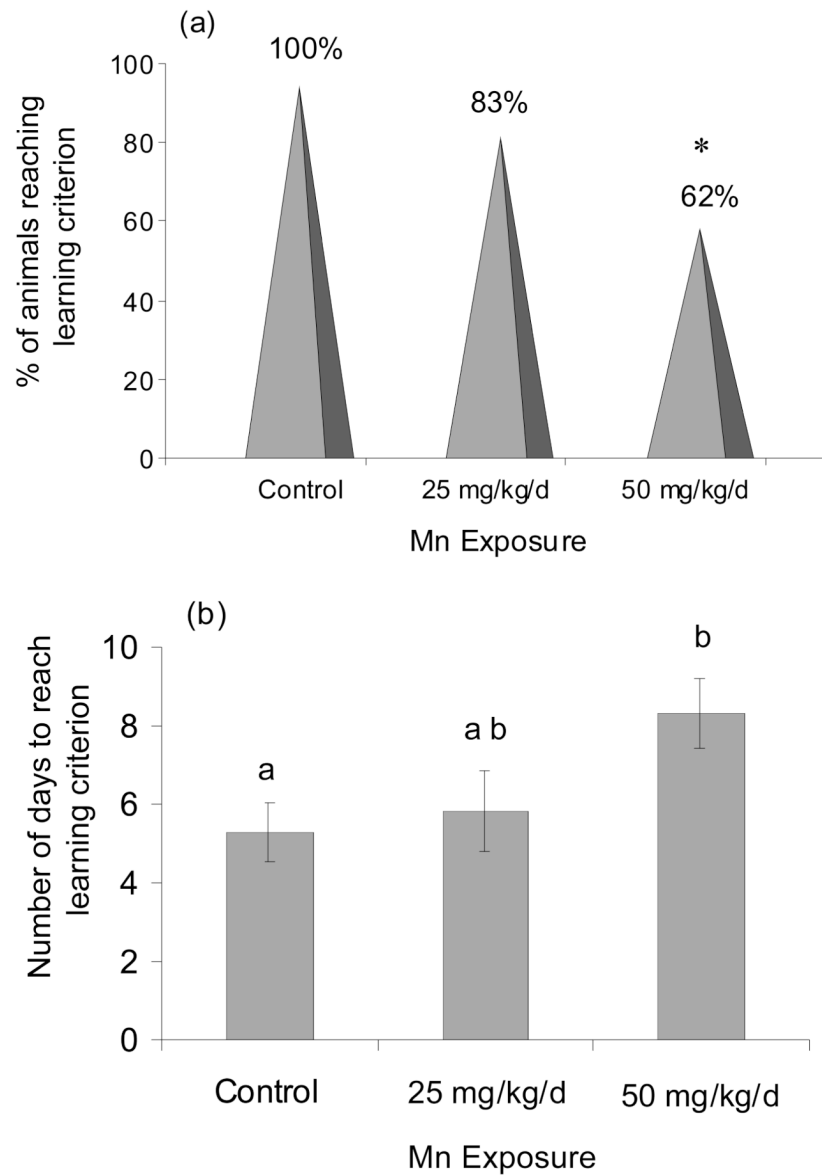 (a)
100%
83%
*
62%
% of animals reaching
learning criterion
100
80
60
40
20
0
Control
25 mg/kg/d
50 mg/kg/d
Mn Exposure
(b)
a
a b
b
Number of days to reach
learning criterion
10
8
6
4
2
0
Control
25 mg/kg/d
50 mg/kg/d
Mn Exposure